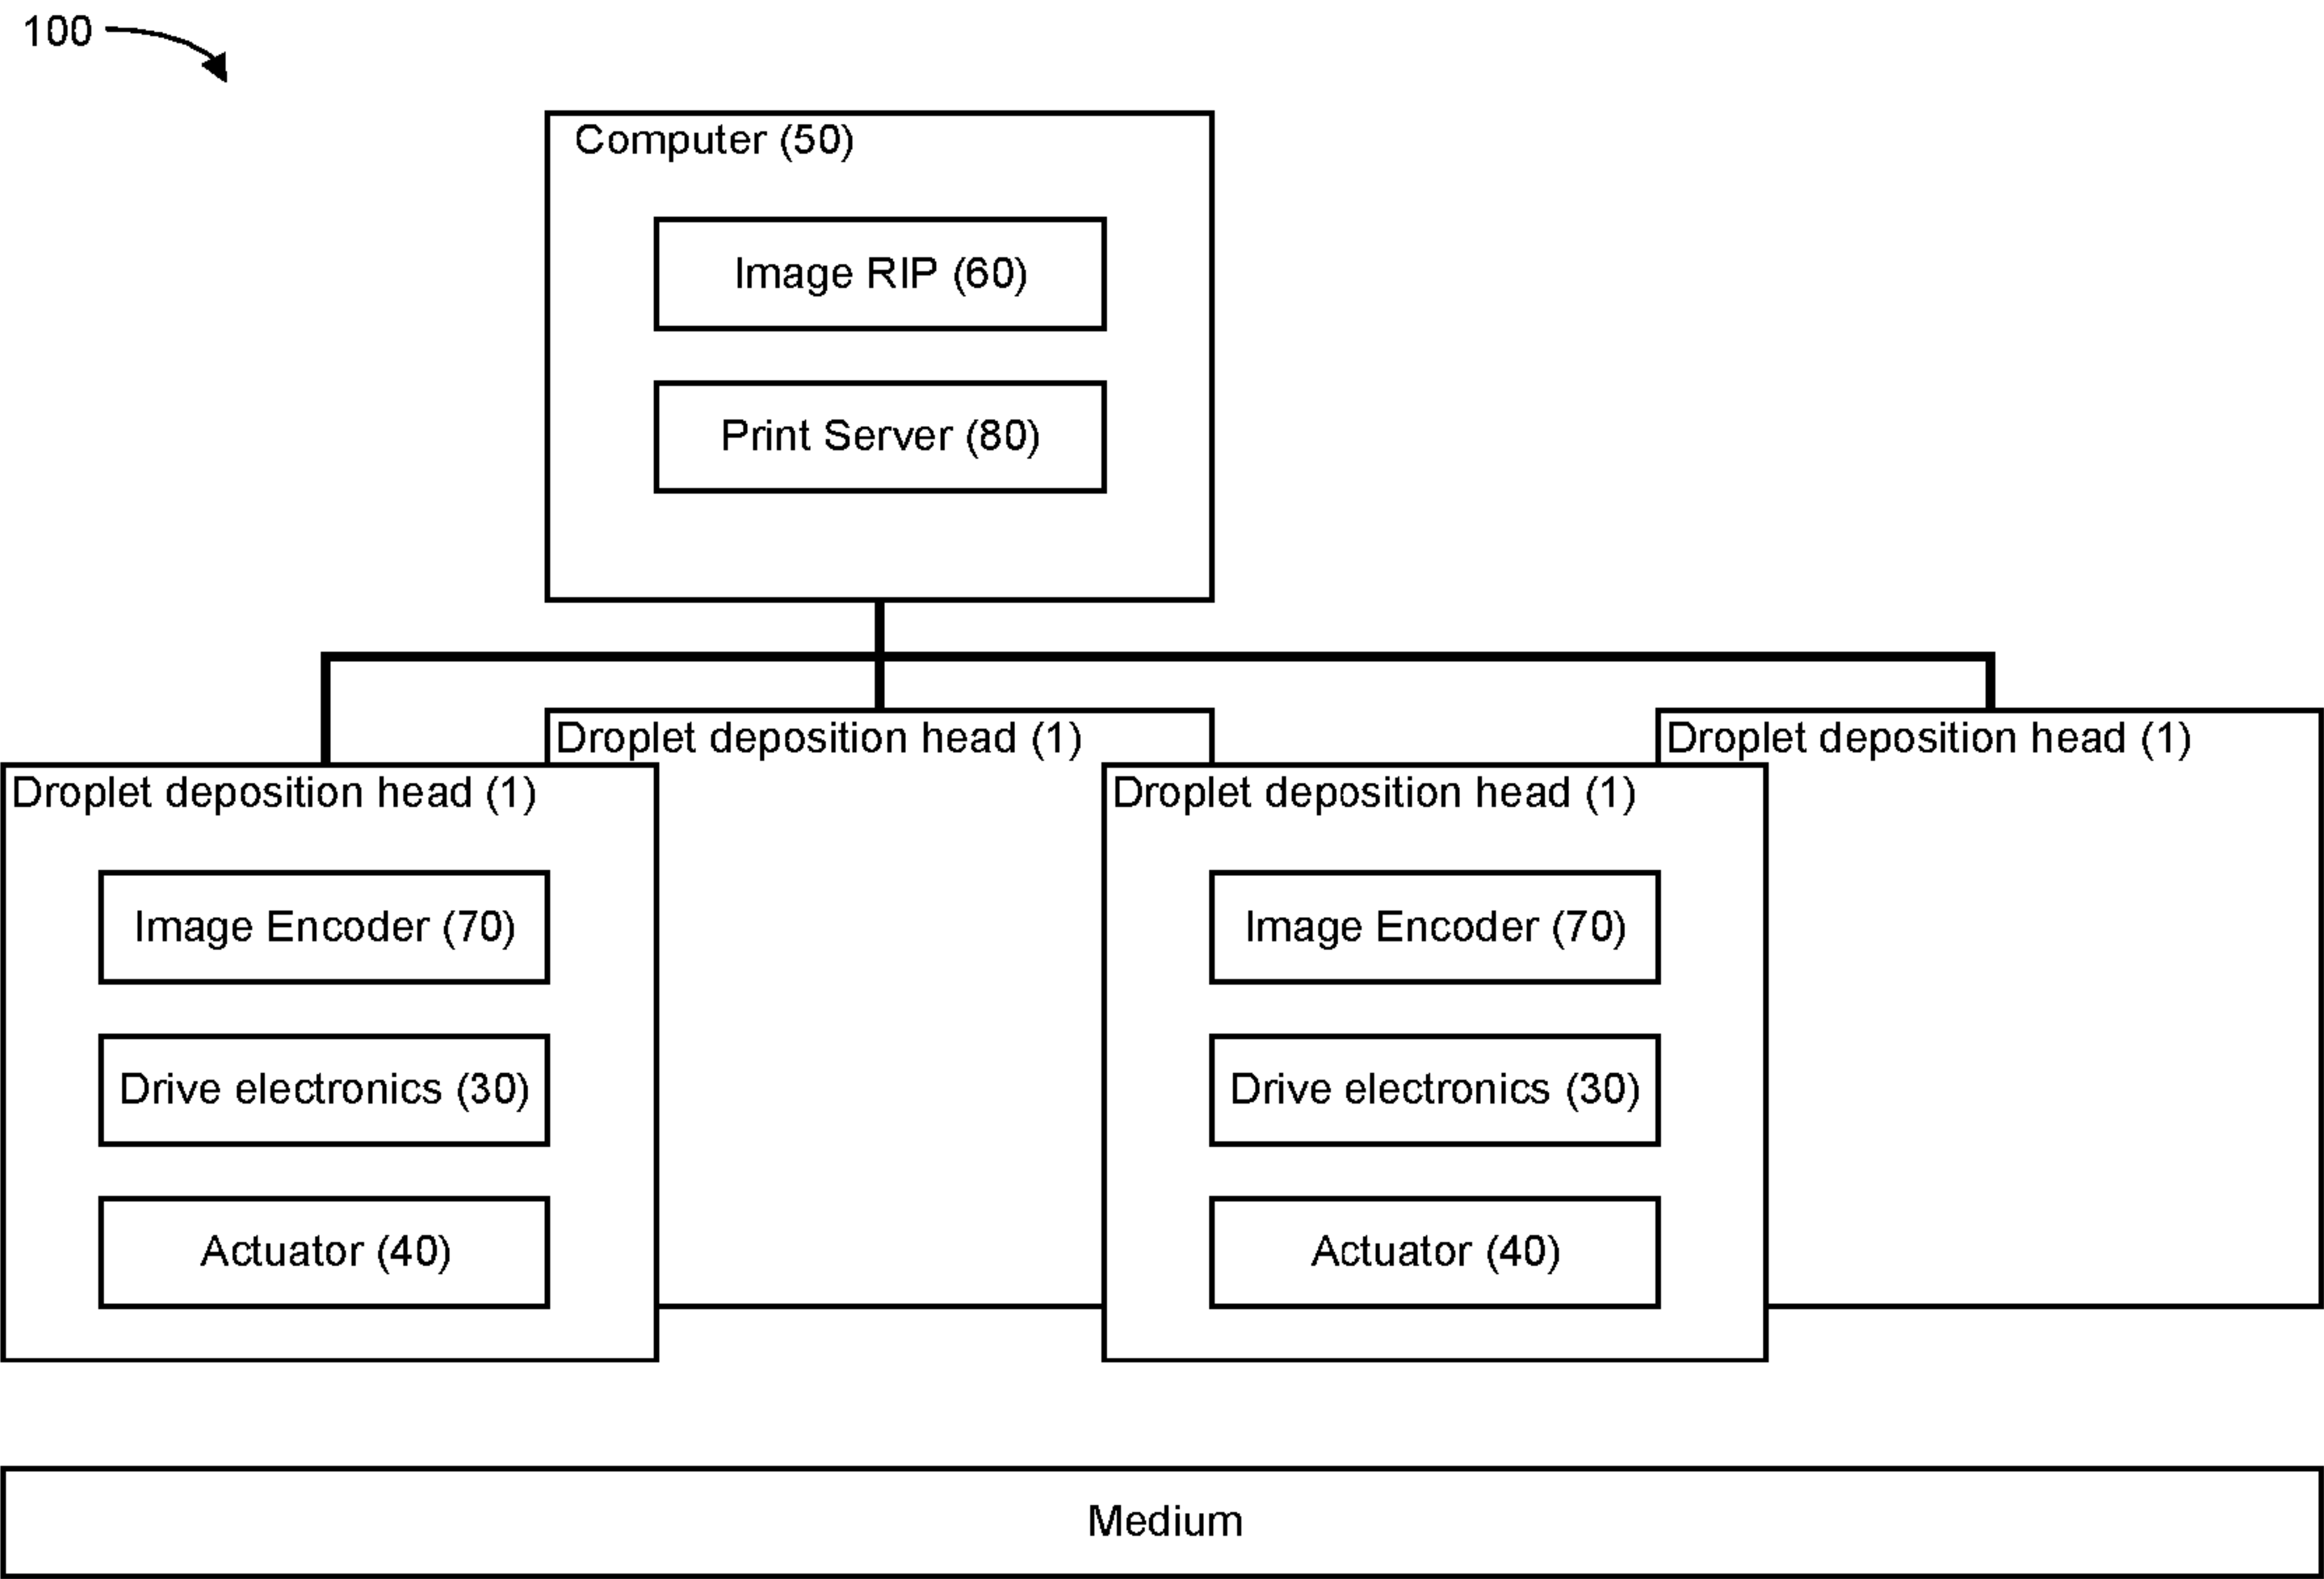 100
Computer (50)
Image RIP (60)
Print Server (80)
Droplet deposition head (1)
Droplet deposition head (1)
Droplet deposition head (1)
Droplet deposition head (1)
Image Encoder (70)
Image Encoder (70)
Drive electronics (30)
Drive electronics (30)
Actuator (40)
Actuator (40)
Medium